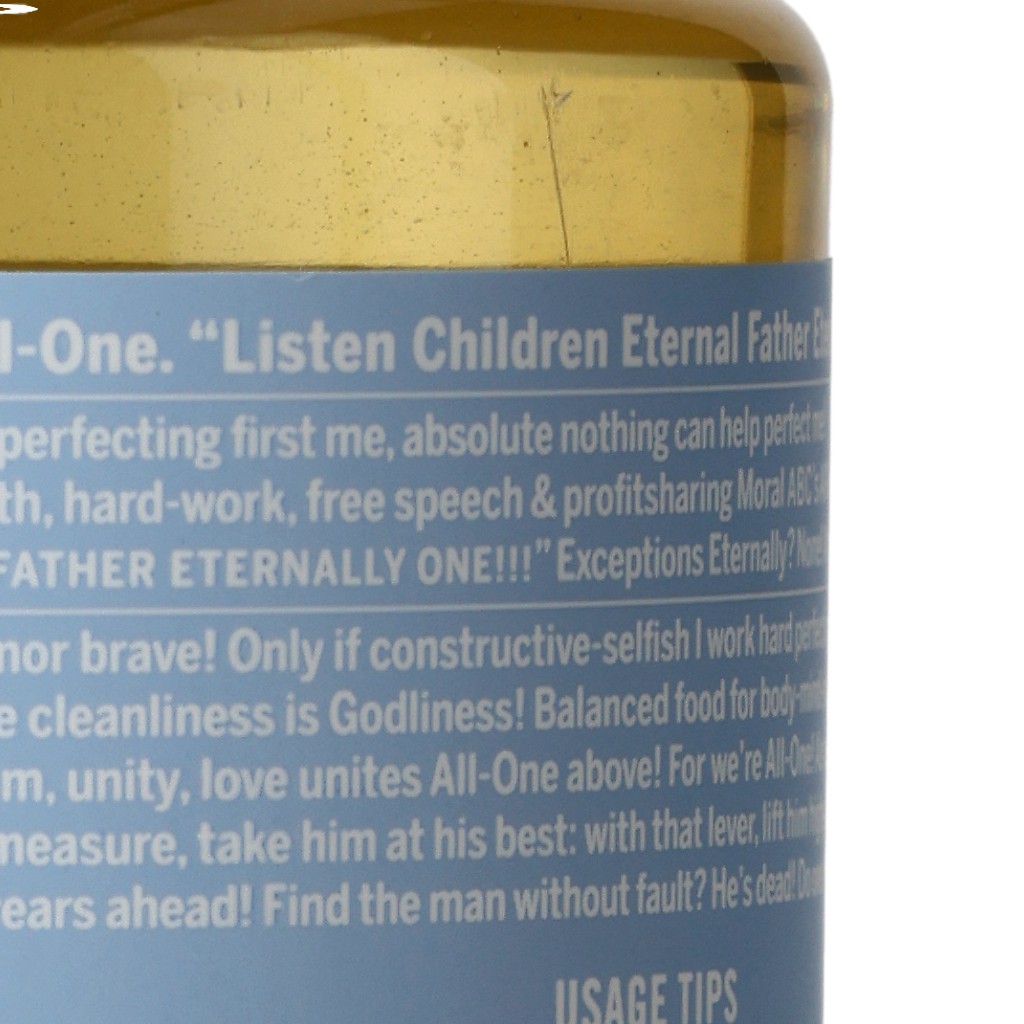 l-One. “Listen Children Eternal Father
perfecting first me, absolute nothing can help perfect me!
th, hard-work, free speech & profitsharing Moral ABC's
FATHER ETERNALLY ONE!!!” Exceptions Eternally? None!
nor brave! Only if constructive-selfish I work hard
e cleanliness is Godliness! Balanced food for
m, unity, love unites All-One above! For we're All-One!
measure, take him at his best: with that lever, lift him
ears ahead! Find the man without fault? He's dead! Do
USAGE TIPS